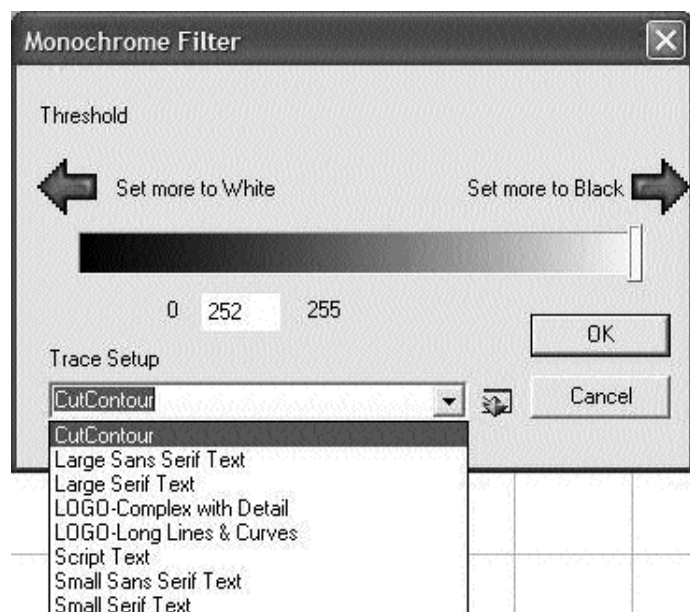 Monochrome Filter
Threshold
Set more to White Set more to Black
0 252 255
OK
Trace Setup
CutContour
Cancel
CutContour
Large Sans Serif Text
Large Serif Text
LOGO-Complex with Detail
LOGO-Long Lines & Curves
Script Text
Small Sans Serif Text
Small Serif Text